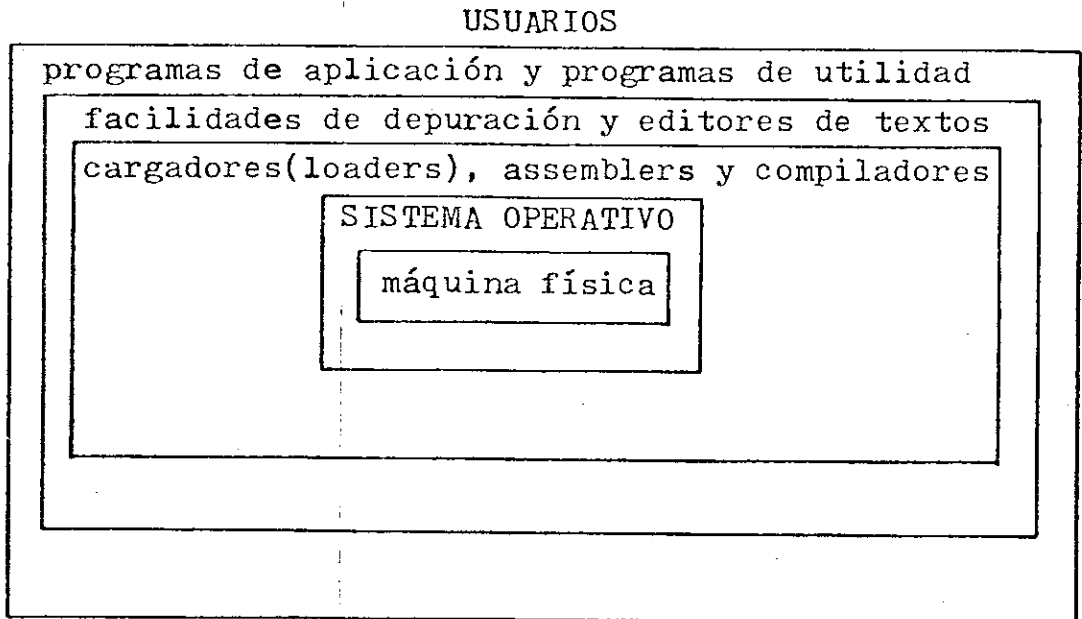 USUARIOS
programas de aplicación y programas de utilidad
facilidades de depuración y editores de textos
cargadores(loaders), assemblers y compiladores
SISTEMA OPERATIVO
máquina física